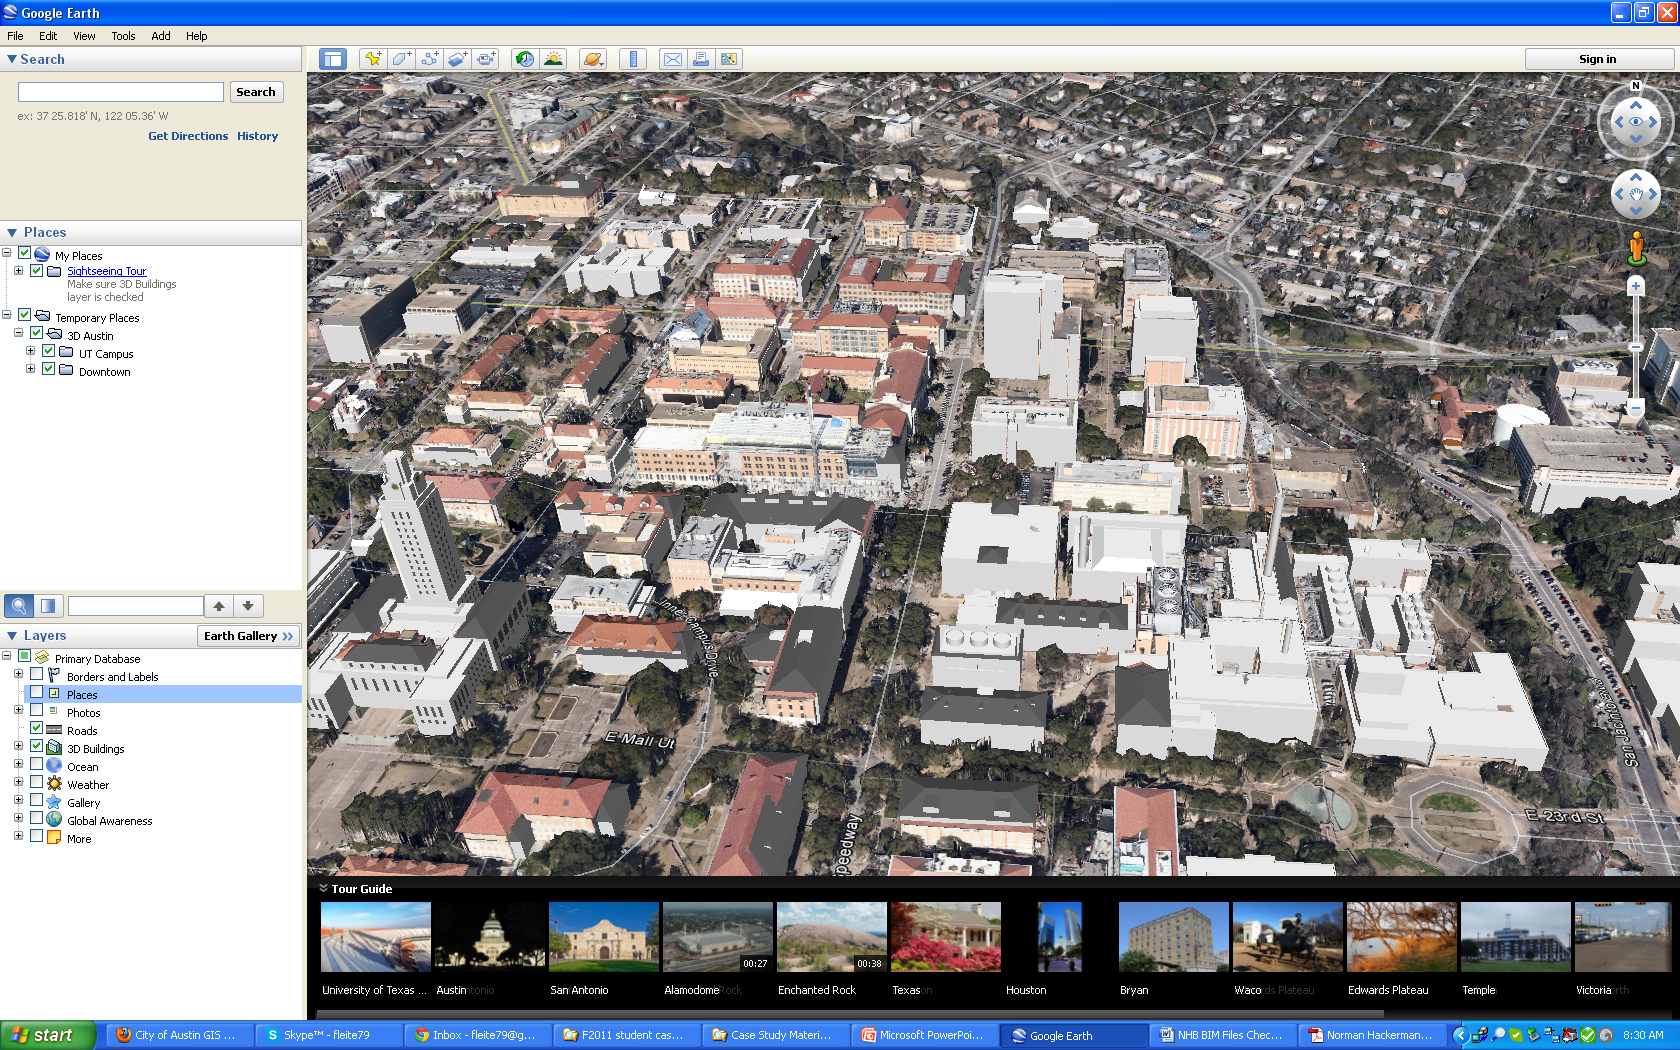 Google Earth
File Edit View Tools Add Help
Search
Search
ex: 37 25.818' N, 122 05.36' W
Get Directions History
Places
My Places
Sightseeing Tour
Make sure 3D Buildings
layer is checked
Temporary Places
3D Austin
UT Campus
Downtown
Layers
Earth Gallery >>
Primary Database
Borders and Labels
Places
Photos
Roads
3D Buildings
Ocean
Weather
Gallery
Global Awareness
More
Sign in
N
Inner Campus Drive
E Mall Ut
Speedway
San Jacinto
E 23rd St
Tour Guide
00:27
00:38
University of Texas ...
Austin
San Antonio
Alamodome
Enchanted Rock
Texas
Houston
Bryan
Waco
Edwards Plateau
Temple
Victoria
start
City of Austin GIS ...
Skype™ - fleite79
Inbox - fleite79@g...
F2011 student cas...
Case Study Materi...
Microsoft PowerPoi...
Google Earth
NHB BIM Files Chec...
Norman Hackerman...
8:30 AM